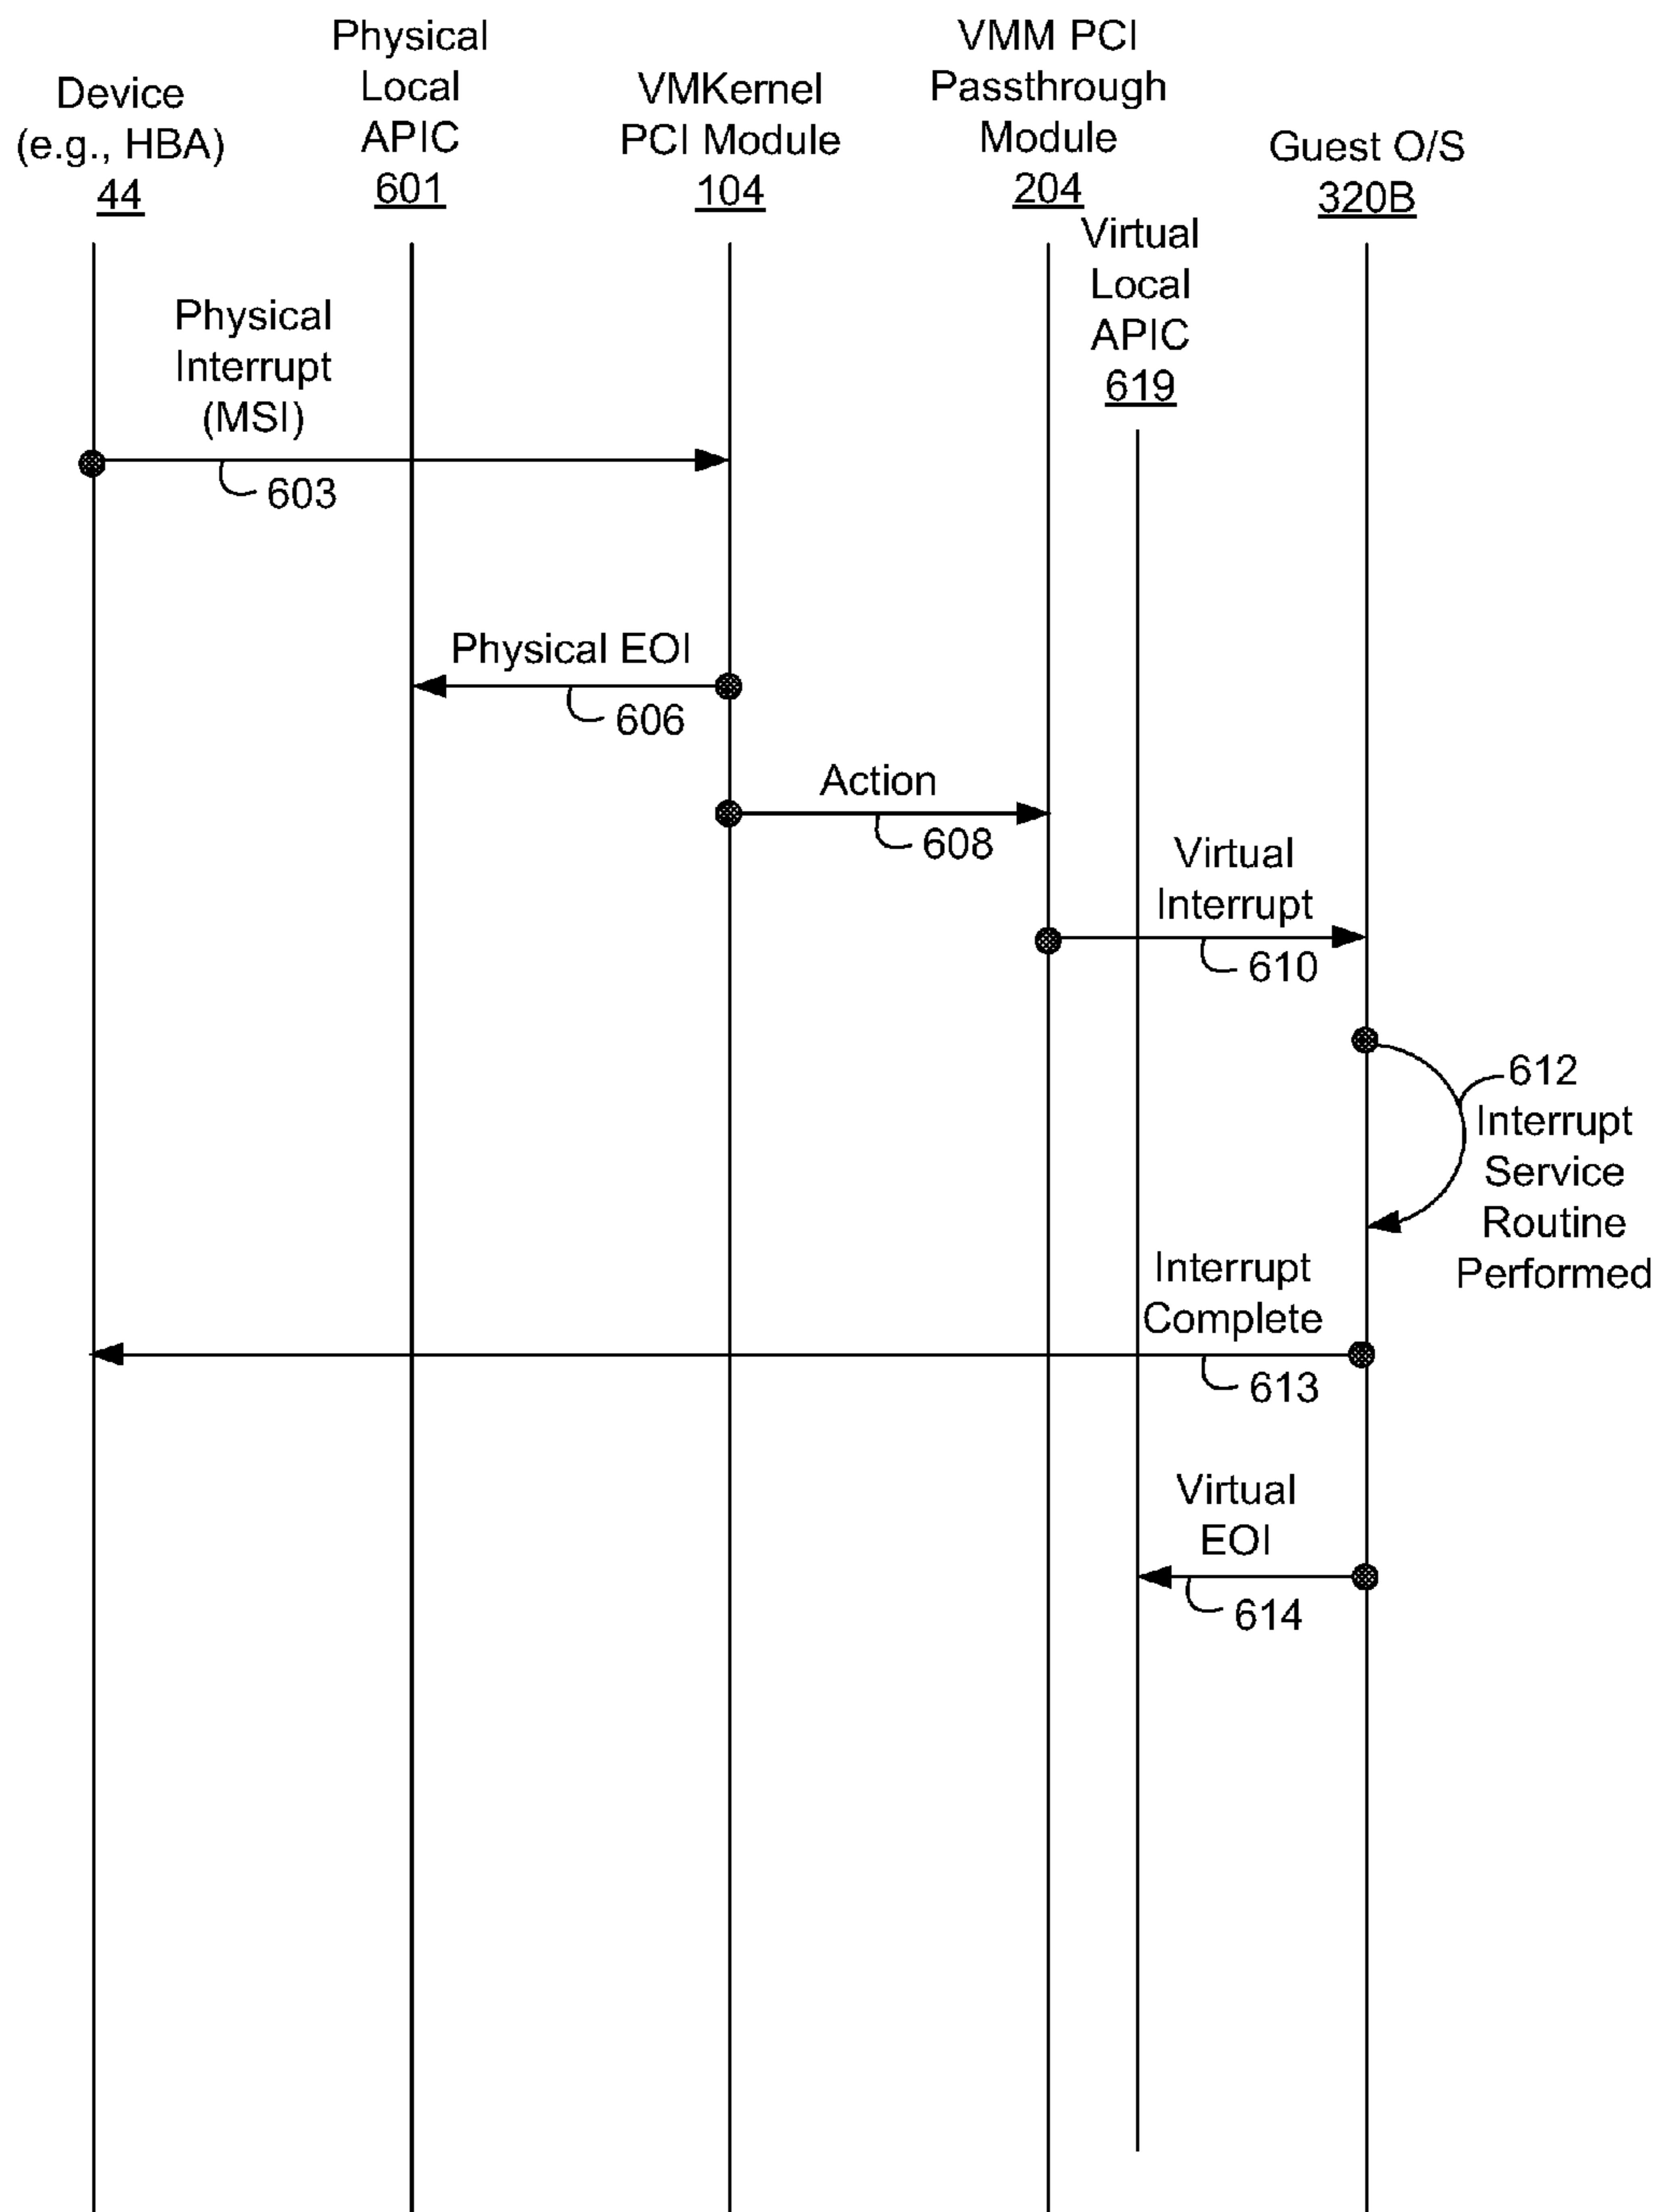 Device
(e.g., HBA)
44
Physical
Local
APIC
601
VMKernel
PCI Module
104
VMM PCI
Passthrough
Module
204
Guest O/S
320B
Virtual
Local
APIC
619
Physical
Interrupt
(MSI)
603
Physical EOI
606
Action
608
Virtual
Interrupt
610
612
Interrupt
Service
Routine
Performed
Interrupt
Complete
613
Virtual
EOI
614